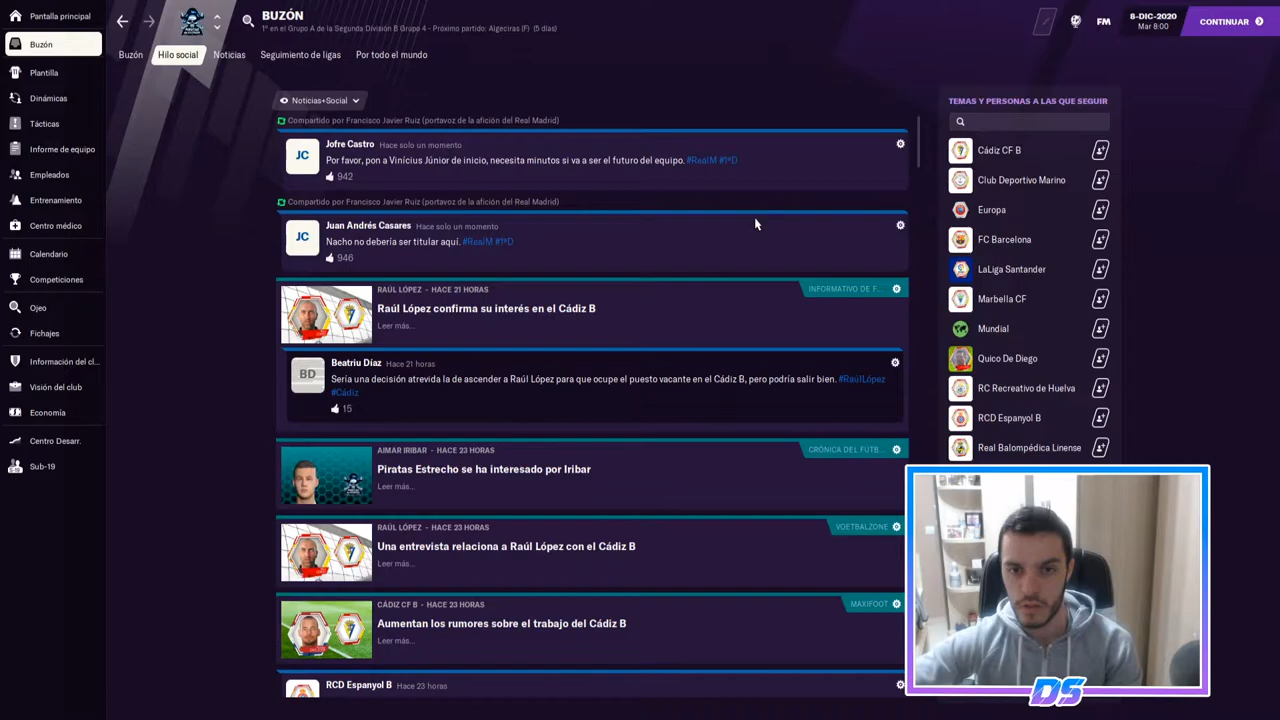 Pantalla principal
BUZÓN
1º en el Grupo A de la Segunda División B Grupo 4 - Próximo partido: Algeciras (F) (5 días)
FM
8-DIC-2020
Mar 8:00
CONTINUAR
Buzón
Plantilla
Dinámicas
Tácticas
Informe de equipo
Empleados
Entrenamiento
Centro médico
Calendario
Competiciones
Ojeo
Fichajes
Información del cl...
Visión del club
Economía
Centro Desarr.
Sub-19
Buzón
Hilo social
Noticias
Seguimiento de ligas
Por todo el mundo
Noticias+Social
Compartido por Francisco Javier Ruiz (portavoz de la afición del Real Madrid)
JC
Jofre Castro Hace solo un momento
Por favor, pon a Vinícius Júnior de inicio, necesita minutos si va a ser el futuro del equipo. #RealM #1ªD
942
Compartido por Francisco Javier Ruiz (portavoz de la afición del Real Madrid)
JC
Juan Andrés Casares Hace solo un momento
Nacho no debería ser titular aquí. #RealM #1ªD
946
RAÚL LÓPEZ - HACE 21 HORAS
INFORMATIVO DE F...
Raúl López confirma su interés en el Cádiz B
Leer más...
BD
Beatriu Díaz Hace 21 horas
Sería una decisión atrevida la de ascender a Raúl López para que ocupe el puesto vacante en el Cádiz B, pero podría salir bien. #RaúlLópez
#Cádiz
15
AIMAR IRIBAR - HACE 23 HORAS
CRÓNICA DEL FÚTB...
Piratas Estrecho se ha interesado por Iribar
Leer más...
RAÚL LÓPEZ - HACE 23 HORAS
VOETBALZONE
Una entrevista relaciona a Raúl López con el Cádiz B
Leer más...
CÁDIZ CF B - HACE 23 HORAS
MAXIFOOT
Aumentan los rumores sobre el trabajo del Cádiz B
Leer más...
RCD Espanyol B Hace 23 horas
TEMAS Y PERSONAS A LAS QUE SEGUIR
Cádiz CF B
Club Deportivo Marino
Europa
FC Barcelona
LaLiga Santander
Marbella CF
Mundial
Quico De Diego
RC Recreativo de Huelva
RCD Espanyol B
Real Balompédica Linense
DS